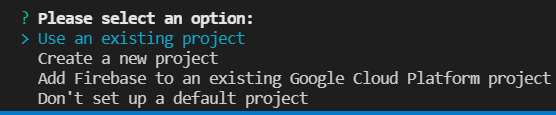 ? Please select an option:
> Use an existing project
Create a new project
Add Firebase to an existing Google Cloud Platform project
Don't set up a default project